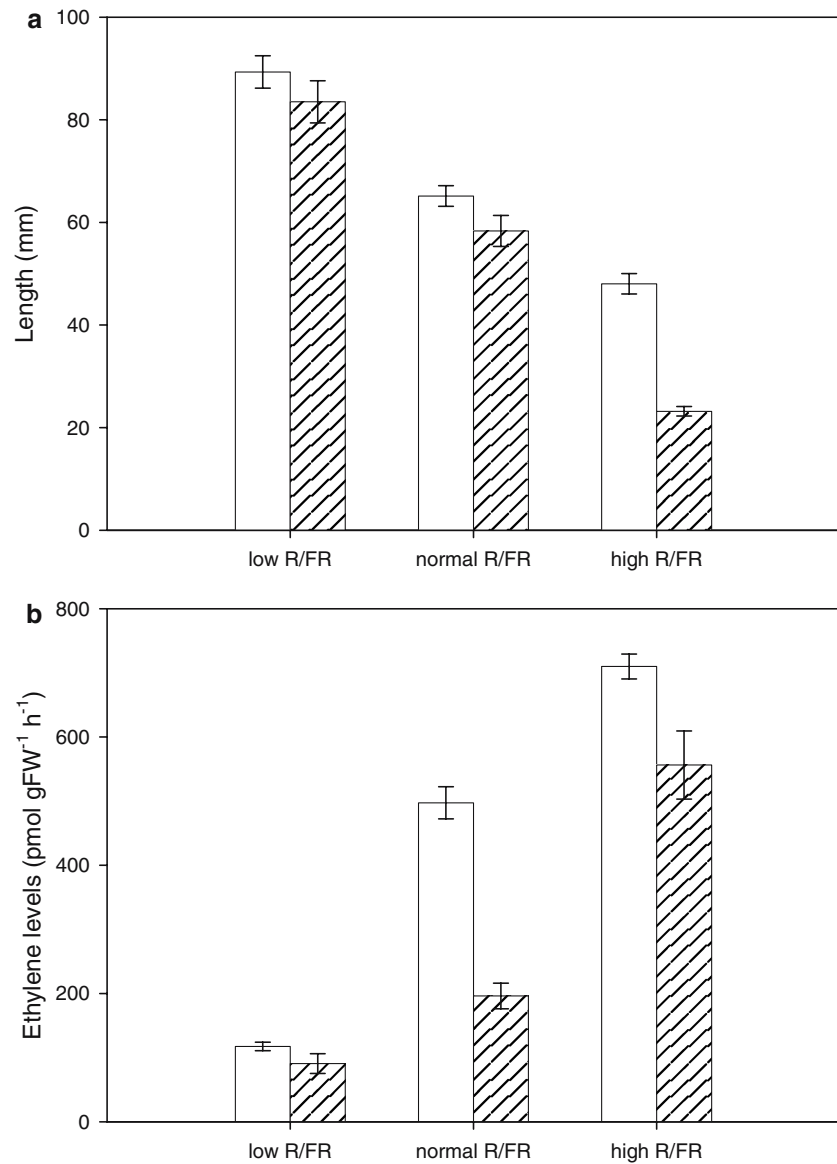 a
100
80
60
40
20
0
Length (mm)
low R/FR normal R/FR high R/FR
b
800
600
400
200
0
Ethylene levels (pmol gFW⁻¹ h⁻¹)
low R/FR normal R/FR high R/FR